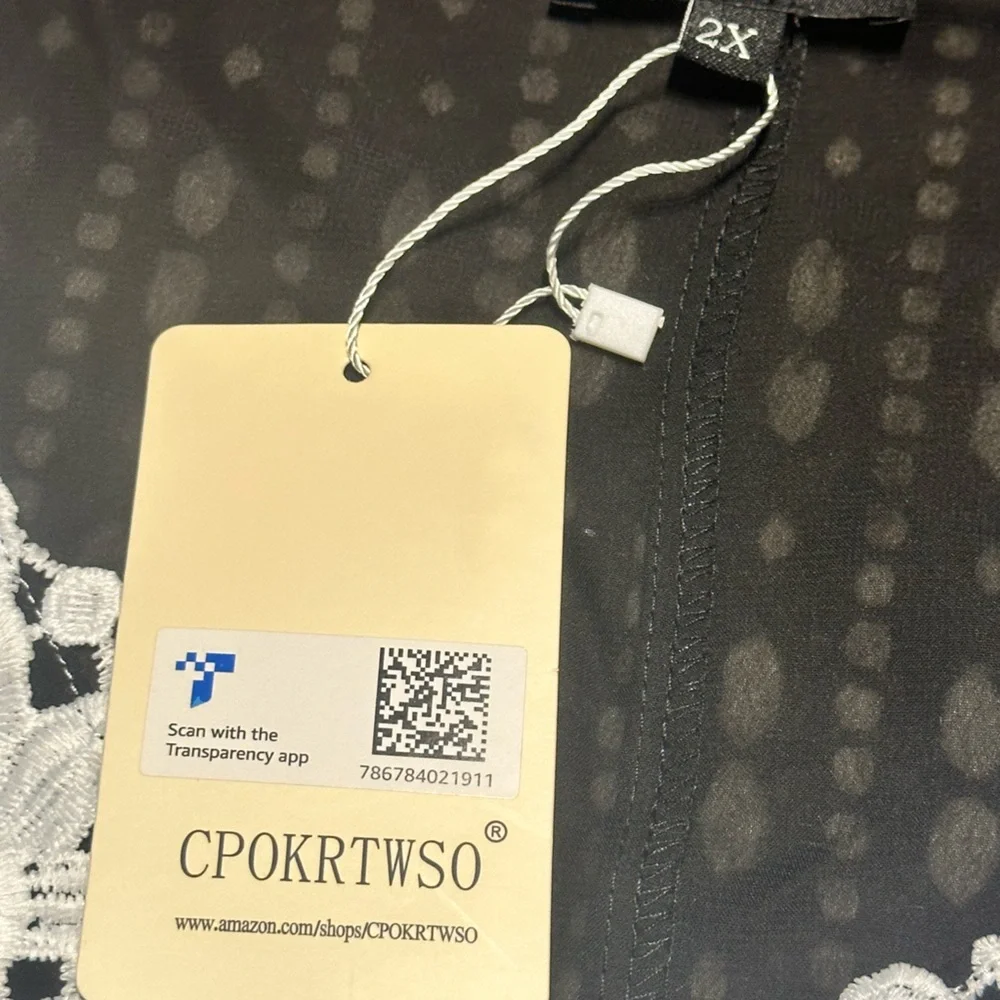 2X
Scan with the
Transparency app
786784021911
CPOKRTWSO®
www.amazon.com/shops/CPOKRTWSO